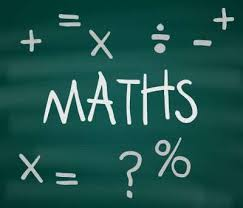 + = × ÷ - +
MATHS
× = ? %